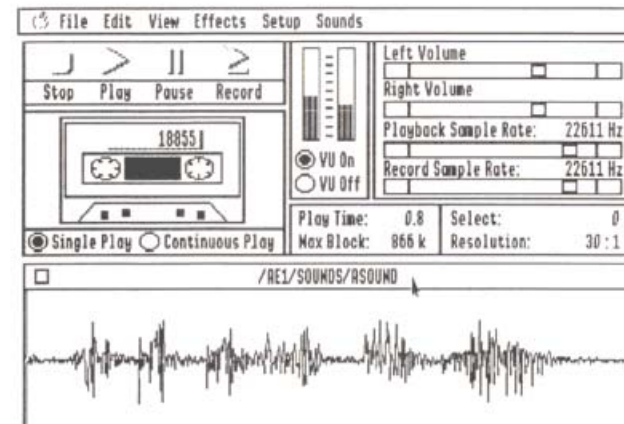 File Edit View Effects Setup Sounds
Stop Play Pause Record
18855
Single Play Continuous Play
VU On
VU Off
Left Volume
Right Volume
Playback Sample Rate: 22611 Hz
Record Sample Rate: 22611 Hz
Play Time: 0.8
Max Block: 866 k
Select: 0
Resolution: 30:1
/AE1/SOUNDS/ASOUND